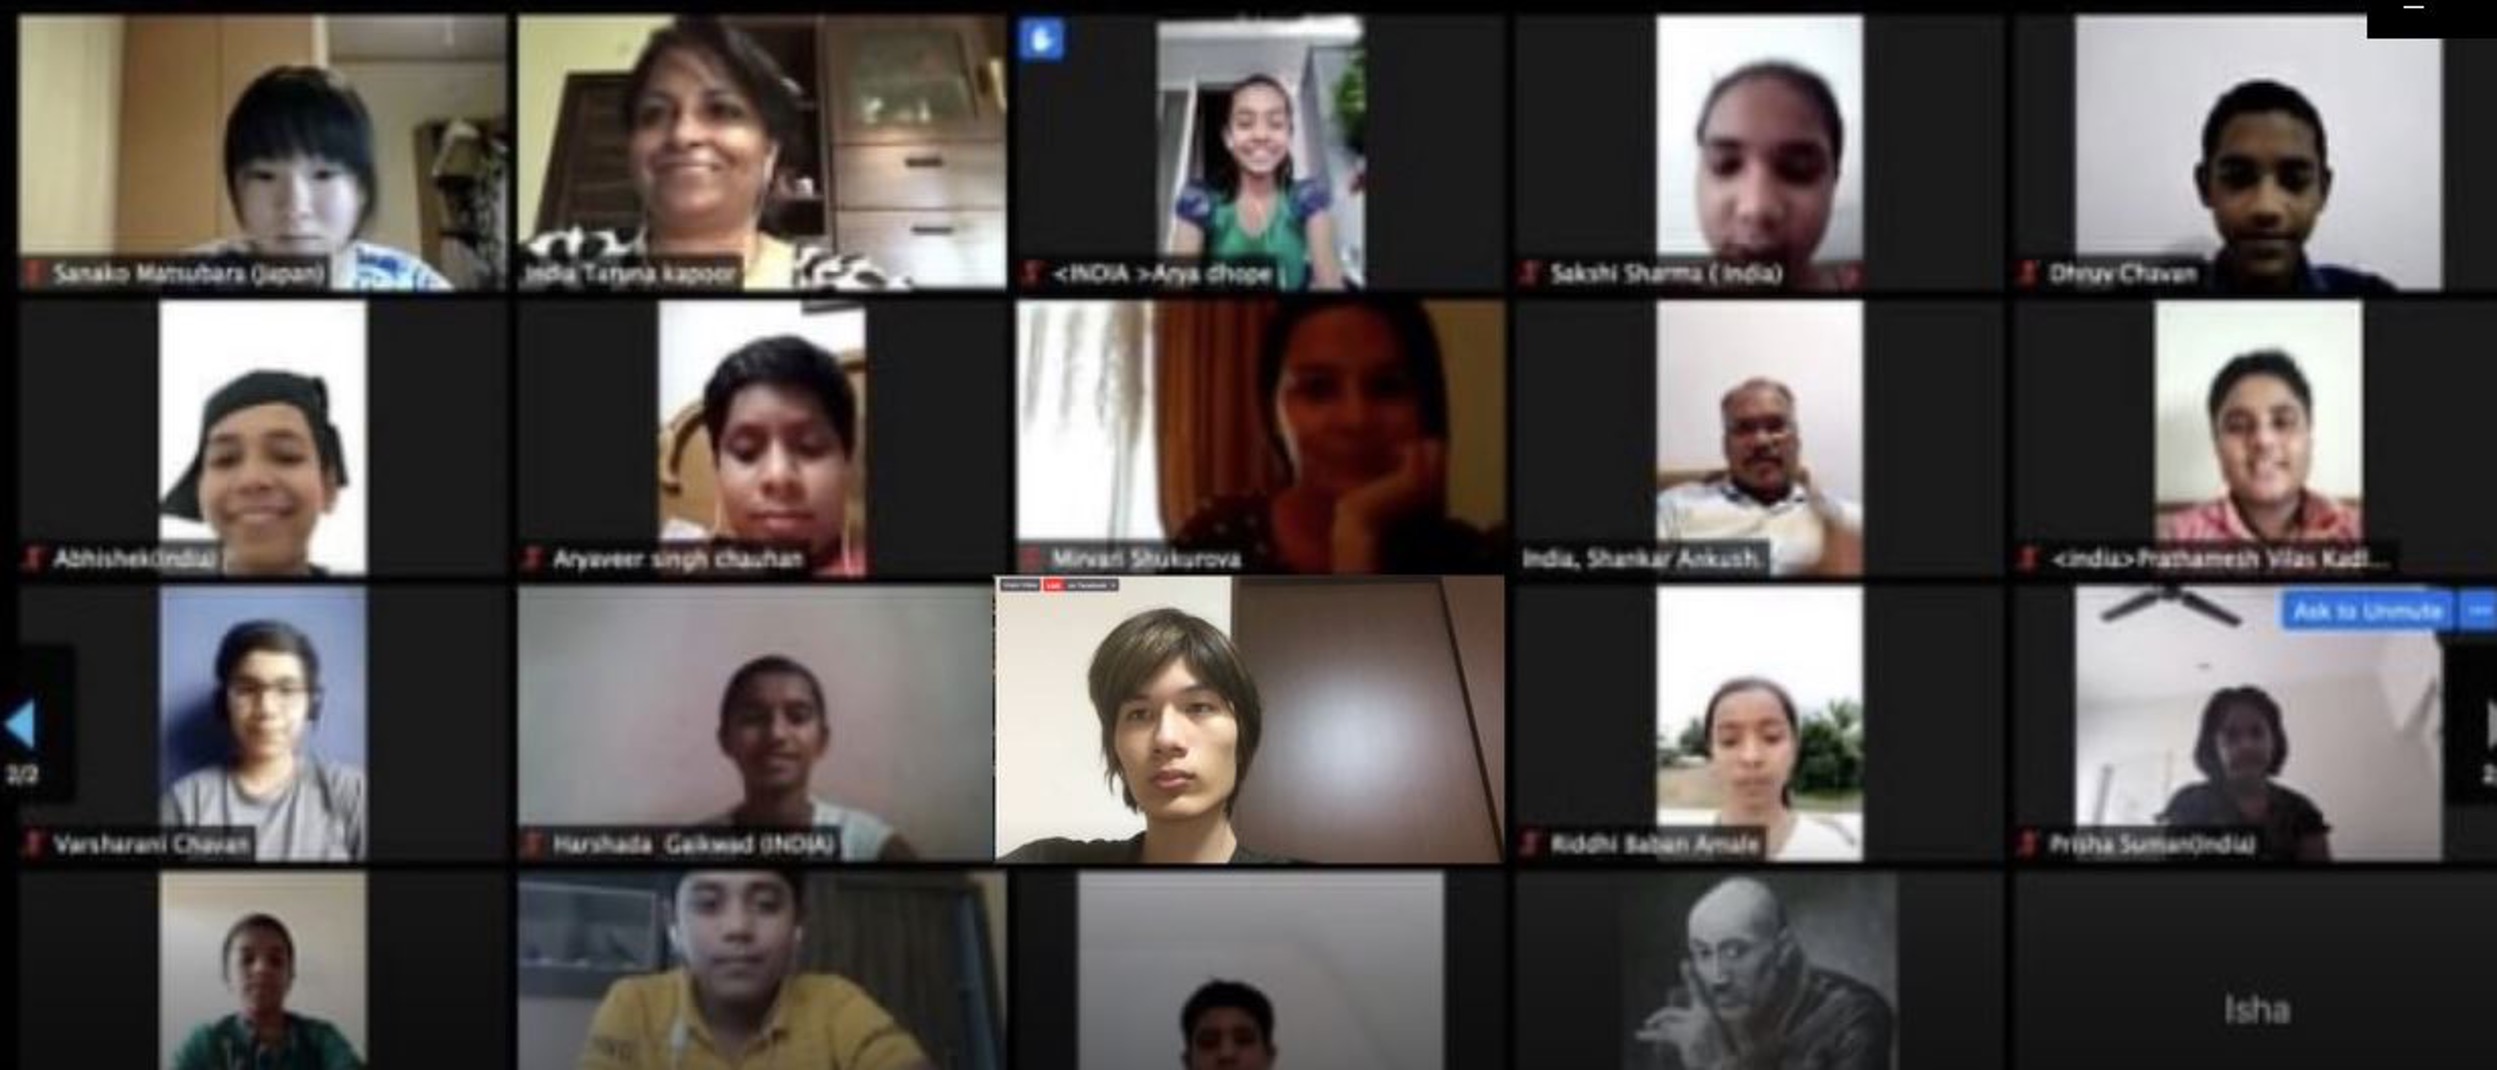 Sanako Matsubara (Japan)
India Taruna kapoor
<INDIA >Arya dhope
Sakshi Sharma ( India)
Dhruv Chavan
Abhishek(India)
Aryaveer singh chauhan
Mirvari Shukurova
India, Shankar Ankush.
<india>Prathamesh Vilas Kadl...
Ask to Unmute
2/2
Varsharani Chavan
Harshada Gaikwad (INDIA)
Riddhi Baban Amale
Prisha Suman(India)
Isha